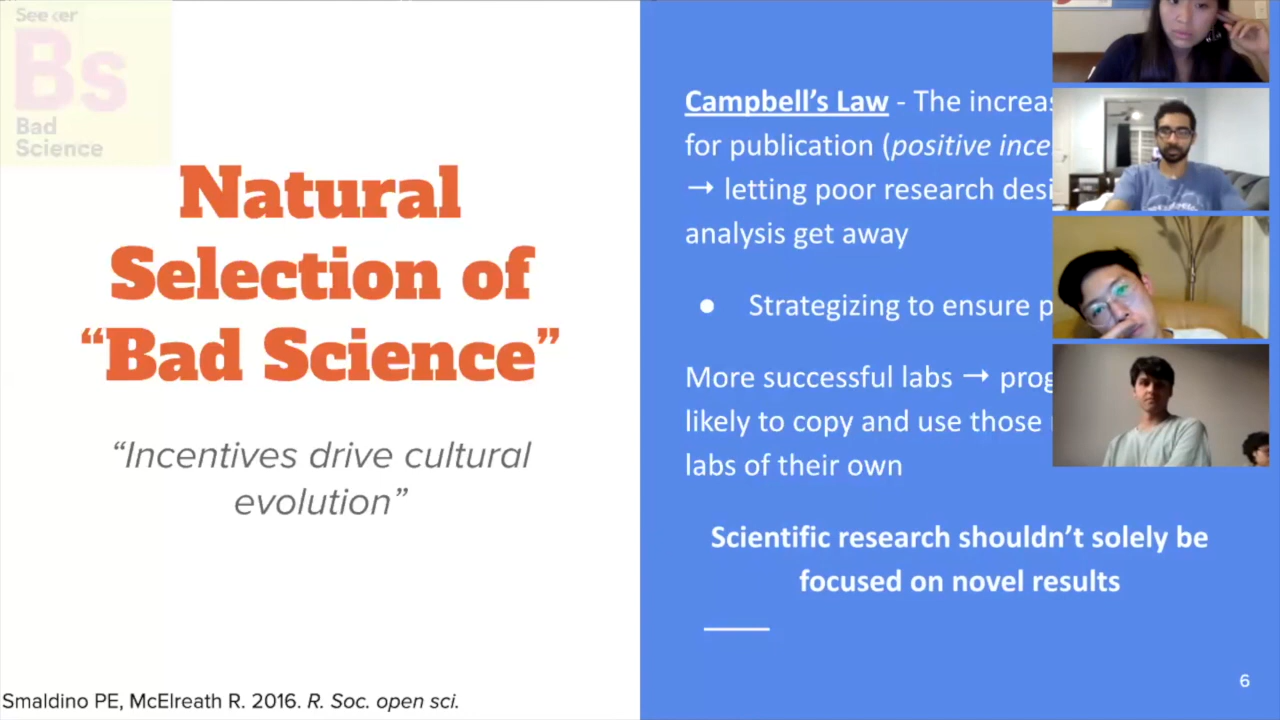 Seeker
Bs
Bad
Science
Natural
Selection of
“Bad Science”
“Incentives drive cultural
evolution”
Smaldino PE, McElreath R. 2016. R. Soc. open sci.
Campbell’s Law - The increas
for publication (positive ince
→ letting poor research desi
analysis get away
● Strategizing to ensure p
More successful labs → prog
likely to copy and use those
labs of their own
Scientific research shouldn’t solely be
focused on novel results
6